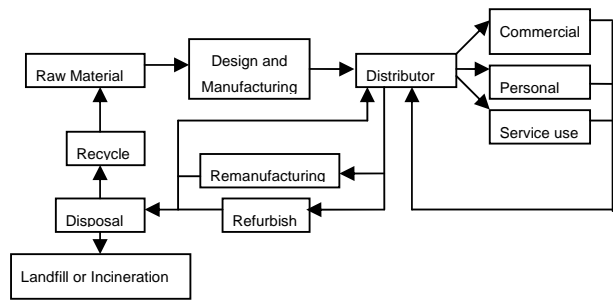 Raw Material
Design and
Manufacturing
Distributor
Commercial
Personal
Service use
Recycle
Remanufacturing
Disposal
Refurbish
Landfill or Incineration